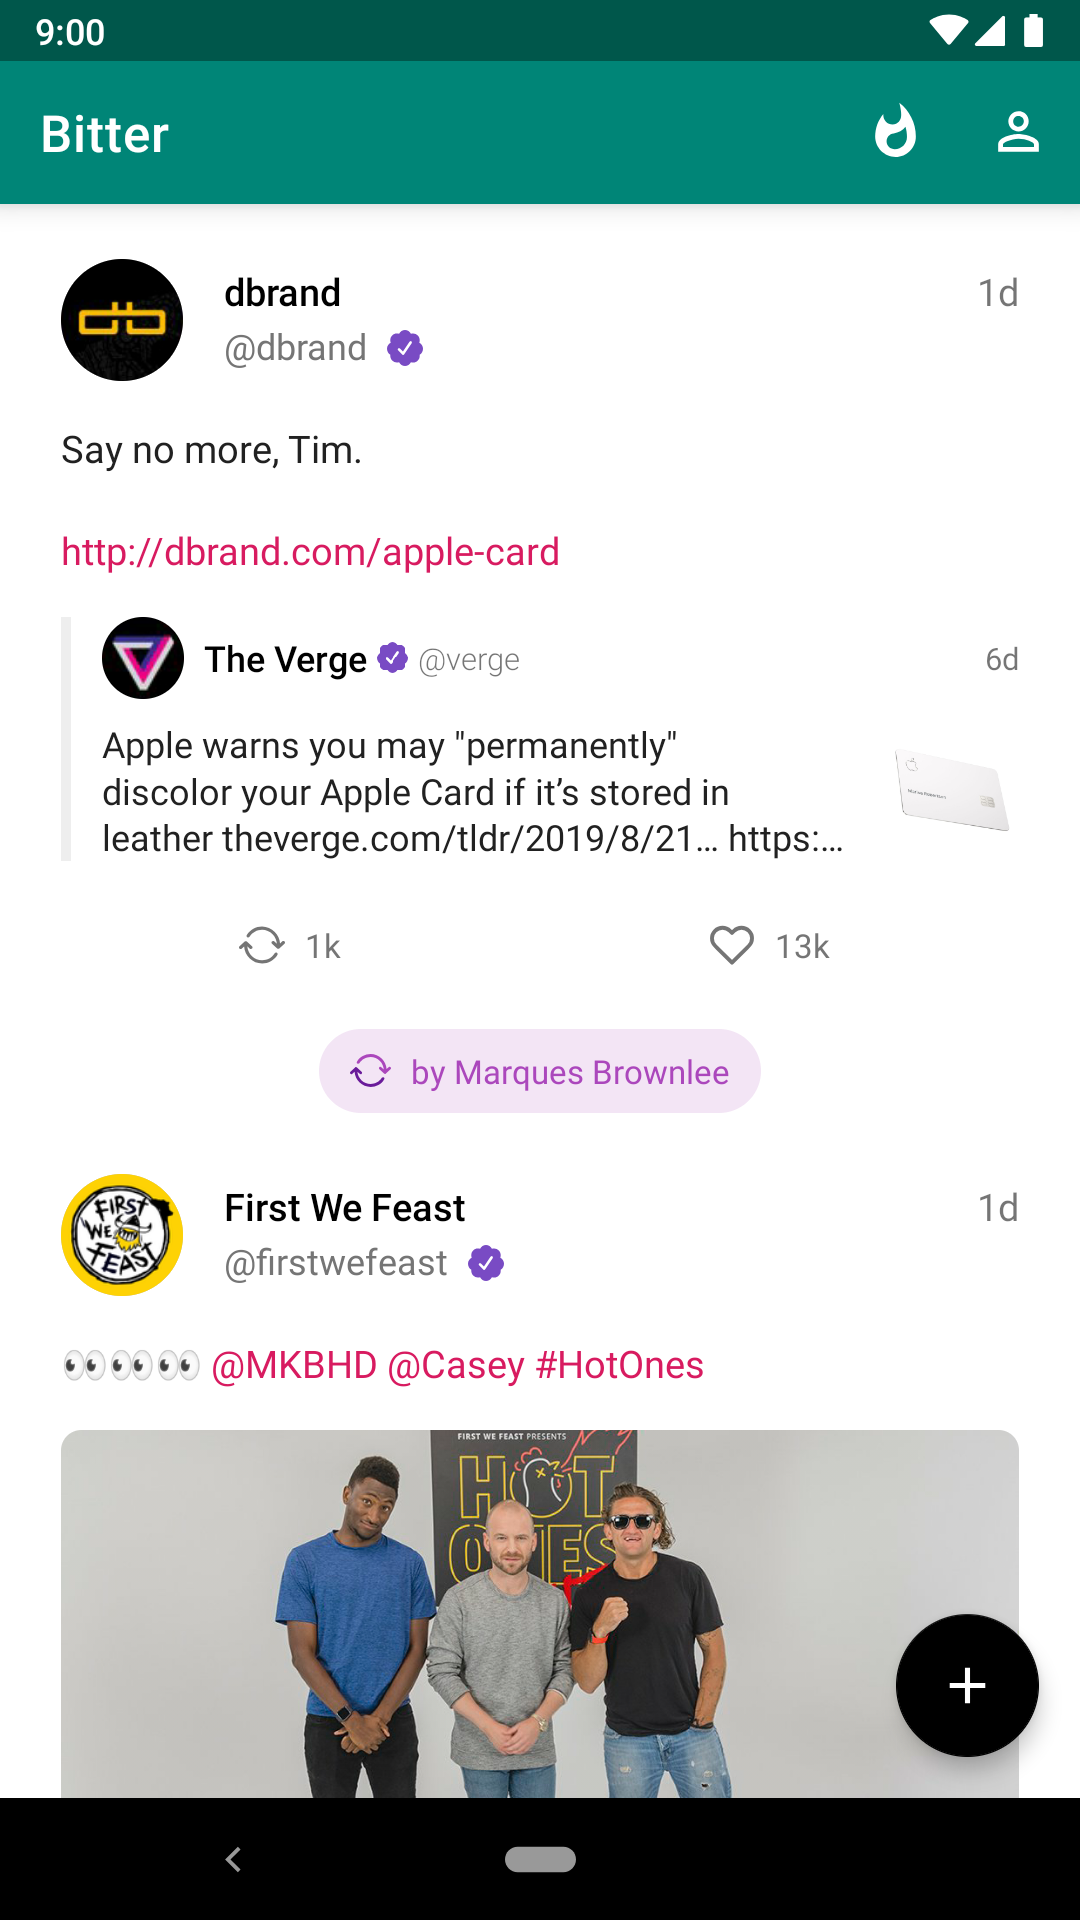 9:00
Bitter
dbrand
1d
@dbrand
Say no more, Tim.
http://dbrand.com/apple-card
The Verge @verge
6d
Apple warns you may "permanently"
discolor your Apple Card if it’s stored in
leather theverge.com/tldr/2019/8/21… https:…
1k
13k
by Marques Brownlee
FIRST
WE
FEAST
First We Feast
1d
@firstwefeast
👀👀👀 @MKBHD @Casey #HotOnes
FIRST WE FEAST PRESENTS
HOT
ONES